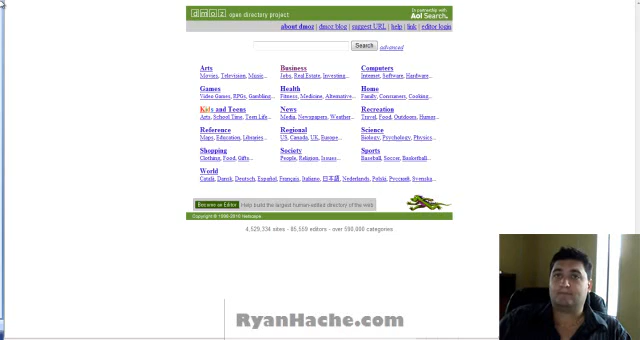 dmoz open directory project
In partnership with
Aol Search.
about dmoz | dmoz blog | suggest URL | help | link | editor login
Search advanced
Arts
Movies, Television, Music...
Business
Jobs, Real Estate, Investing...
Computers
Internet, Software, Hardware...
Games
Video Games, RPGs, Gambling...
Health
Fitness, Medicine, Alternative...
Home
Family, Consumers, Cooking...
Kids and Teens
Arts, School Time, Teen Life...
News
Media, Newspapers, Weather...
Recreation
Travel, Food, Outdoors, Humor...
Reference
Maps, Education, Libraries...
Regional
US, Canada, UK, Europe...
Science
Biology, Psychology, Physics...
Shopping
Clothing, Food, Gifts...
Society
People, Religion, Issues...
Sports
Baseball, Soccer, Basketball...
World
Català, Dansk, Deutsch, Español, Français, Italiano, 日本語, Nederlands, Polski, Русский, Svenska...
Become an Editor Help build the largest human-edited directory of the web
Copyright © 1998-2010 Netscape
4,529,334 sites - 85,559 editors - over 590,000 categories
RyanHache.com